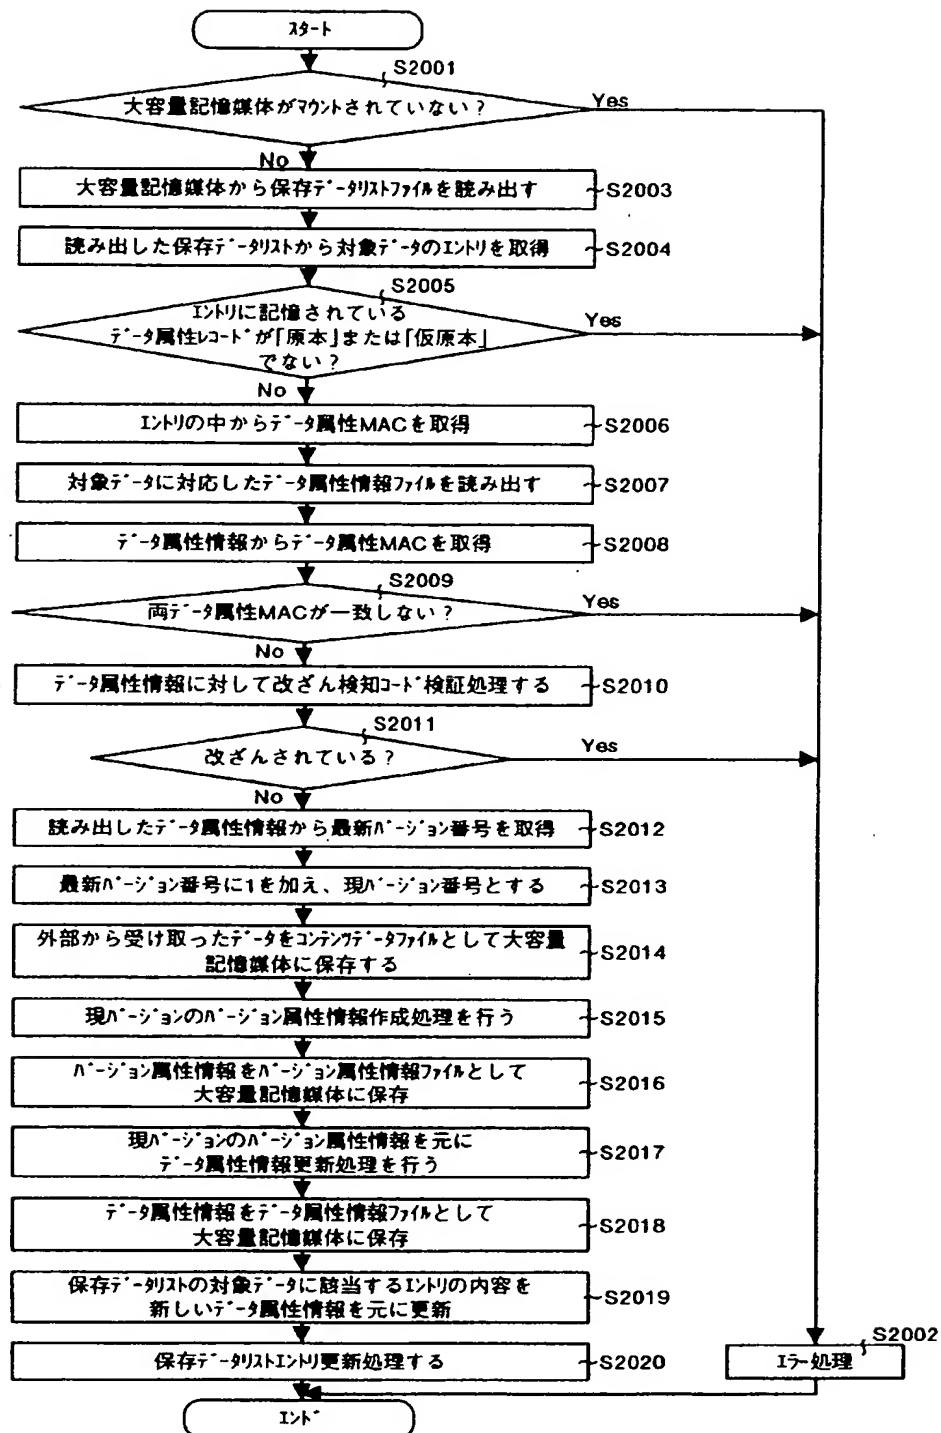 ｽﾀｰﾄ
S2001
大容量記憶媒体がﾏｳﾝﾄされていない？
Yes
No
大容量記憶媒体から保存ﾃﾞｰﾀﾘｽﾄﾌｧｲﾙを読み出す
S2003
読み出した保存ﾃﾞｰﾀﾘｽﾄから対象ﾃﾞｰﾀのｴﾝﾄﾘを取得
S2004
S2005
ｴﾝﾄﾘに記憶されている
ﾃﾞｰﾀ属性ﾚｺｰﾄﾞが｢原本｣または｢仮原本｣
でない？
Yes
No
ｴﾝﾄﾘの中からﾃﾞｰﾀ属性MACを取得
S2006
対象ﾃﾞｰﾀに対応したﾃﾞｰﾀ属性情報ﾌｧｲﾙを読み出す
S2007
ﾃﾞｰﾀ属性情報からﾃﾞｰﾀ属性MACを取得
S2008
S2009
両ﾃﾞｰﾀ属性MACが一致しない？
Yes
No
ﾃﾞｰﾀ属性情報に対して改ざん検知ｺｰﾄﾞ検証処理する
S2010
S2011
改ざんされている？
Yes
No
読み出したﾃﾞｰﾀ属性情報から最新ﾊﾞｰｼﾞｮﾝ番号を取得
S2012
最新ﾊﾞｰｼﾞｮﾝ番号に1を加え、現ﾊﾞｰｼﾞｮﾝ番号とする
S2013
外部から受け取ったﾃﾞｰﾀをｺﾝﾃﾝﾂﾃﾞｰﾀﾌｧｲﾙとして大容量
記憶媒体に保存する
S2014
現ﾊﾞｰｼﾞｮﾝのﾊﾞｰｼﾞｮﾝ属性情報作成処理を行う
S2015
ﾊﾞｰｼﾞｮﾝ属性情報をﾊﾞｰｼﾞｮﾝ属性情報ﾌｧｲﾙとして
大容量記憶媒体に保存
S2016
現ﾊﾞｰｼﾞｮﾝのﾊﾞｰｼﾞｮﾝ属性情報を元に
ﾃﾞｰﾀ属性情報更新処理を行う
S2017
ﾃﾞｰﾀ属性情報をﾃﾞｰﾀ属性情報ﾌｧｲﾙとして
大容量記憶媒体に保存
S2018
保存ﾃﾞｰﾀﾘｽﾄの対象ﾃﾞｰﾀに該当するｴﾝﾄﾘの内容を
新しいﾃﾞｰﾀ属性情報を元に更新
S2019
保存ﾃﾞｰﾀﾘｽﾄｴﾝﾄﾘ更新処理する
S2020
S2002
ｴﾗｰ処理
ｴﾝﾄﾞ